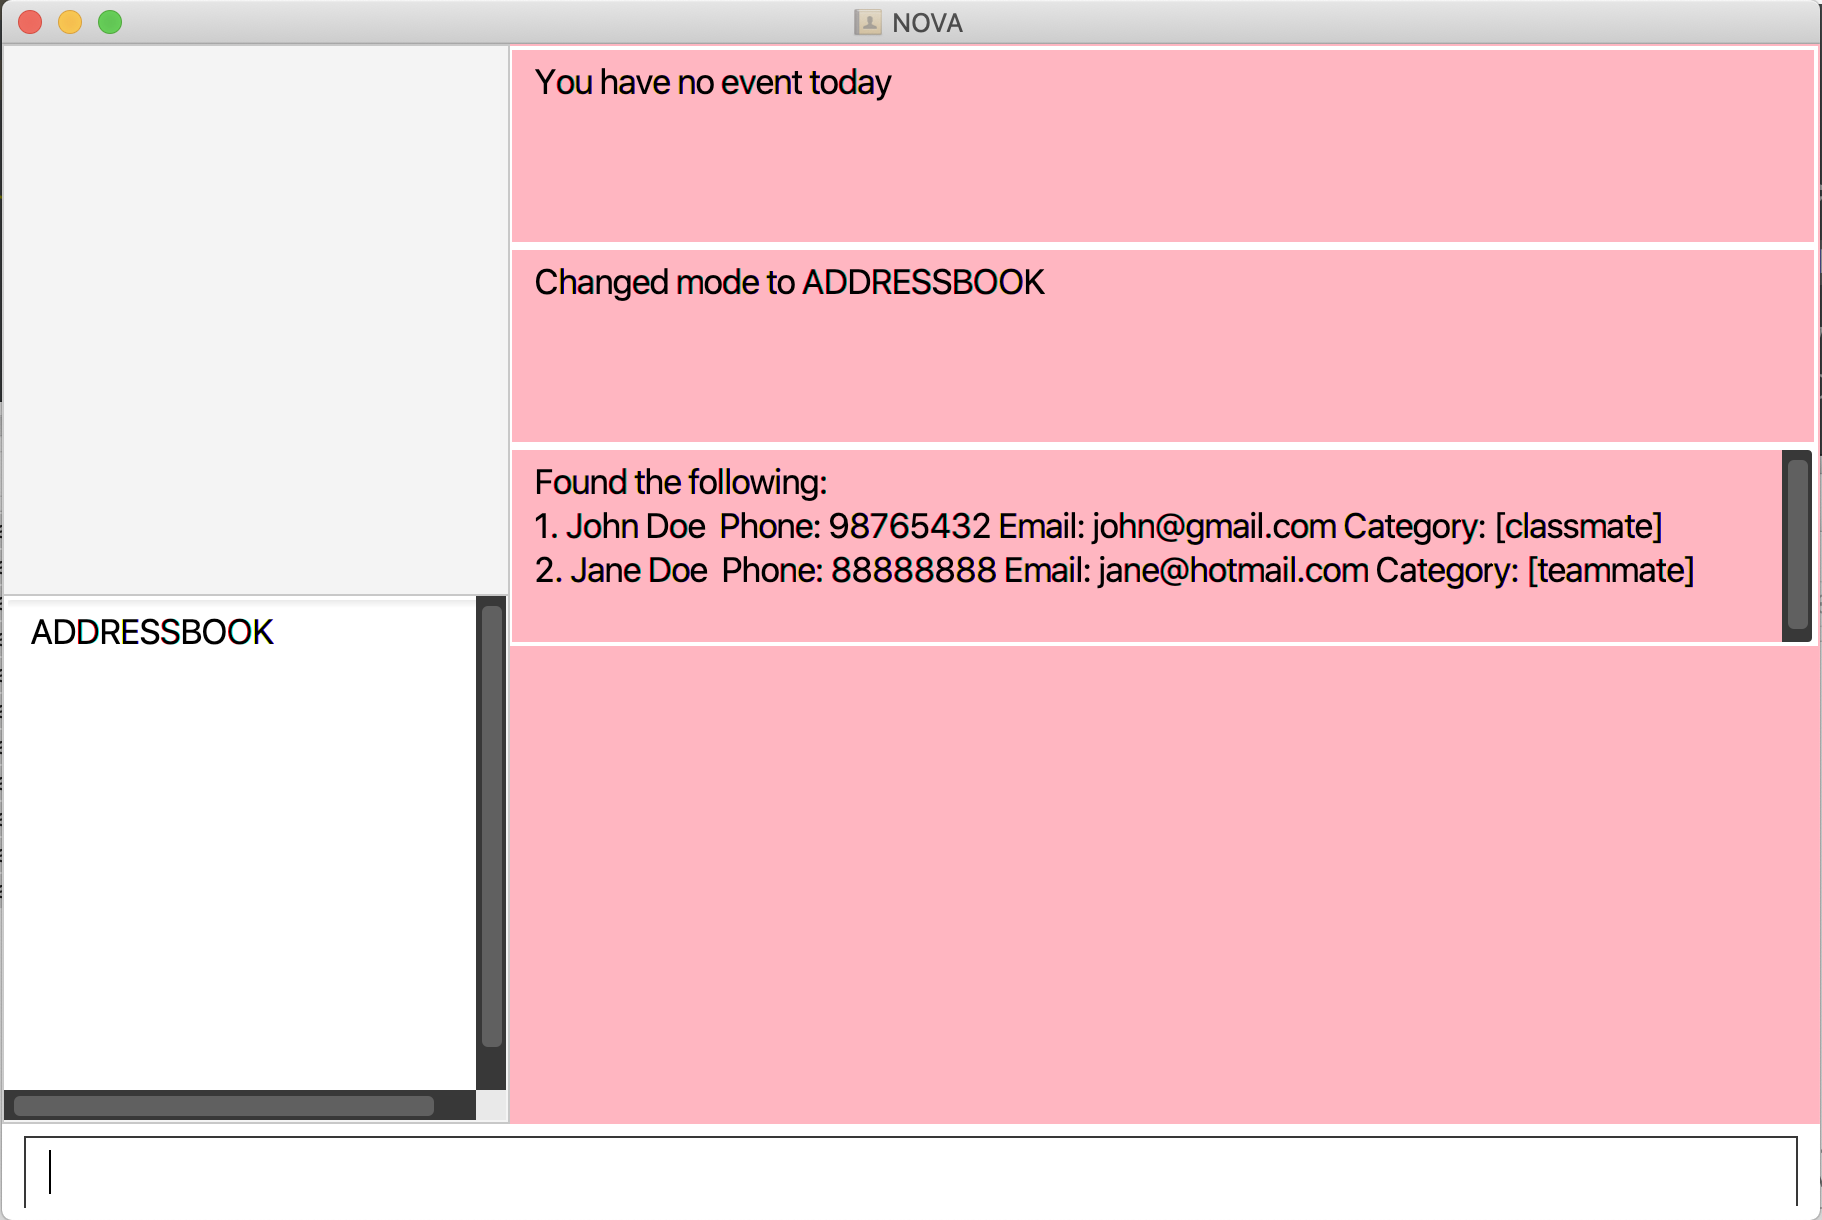 NOVA
You have no event today
Changed mode to ADDRESSBOOK
Found the following:
1. John Doe  Phone: 98765432 Email: john@gmail.com Category: [classmate]
2. Jane Doe  Phone: 88888888 Email: jane@hotmail.com Category: [teammate]
ADDRESSBOOK